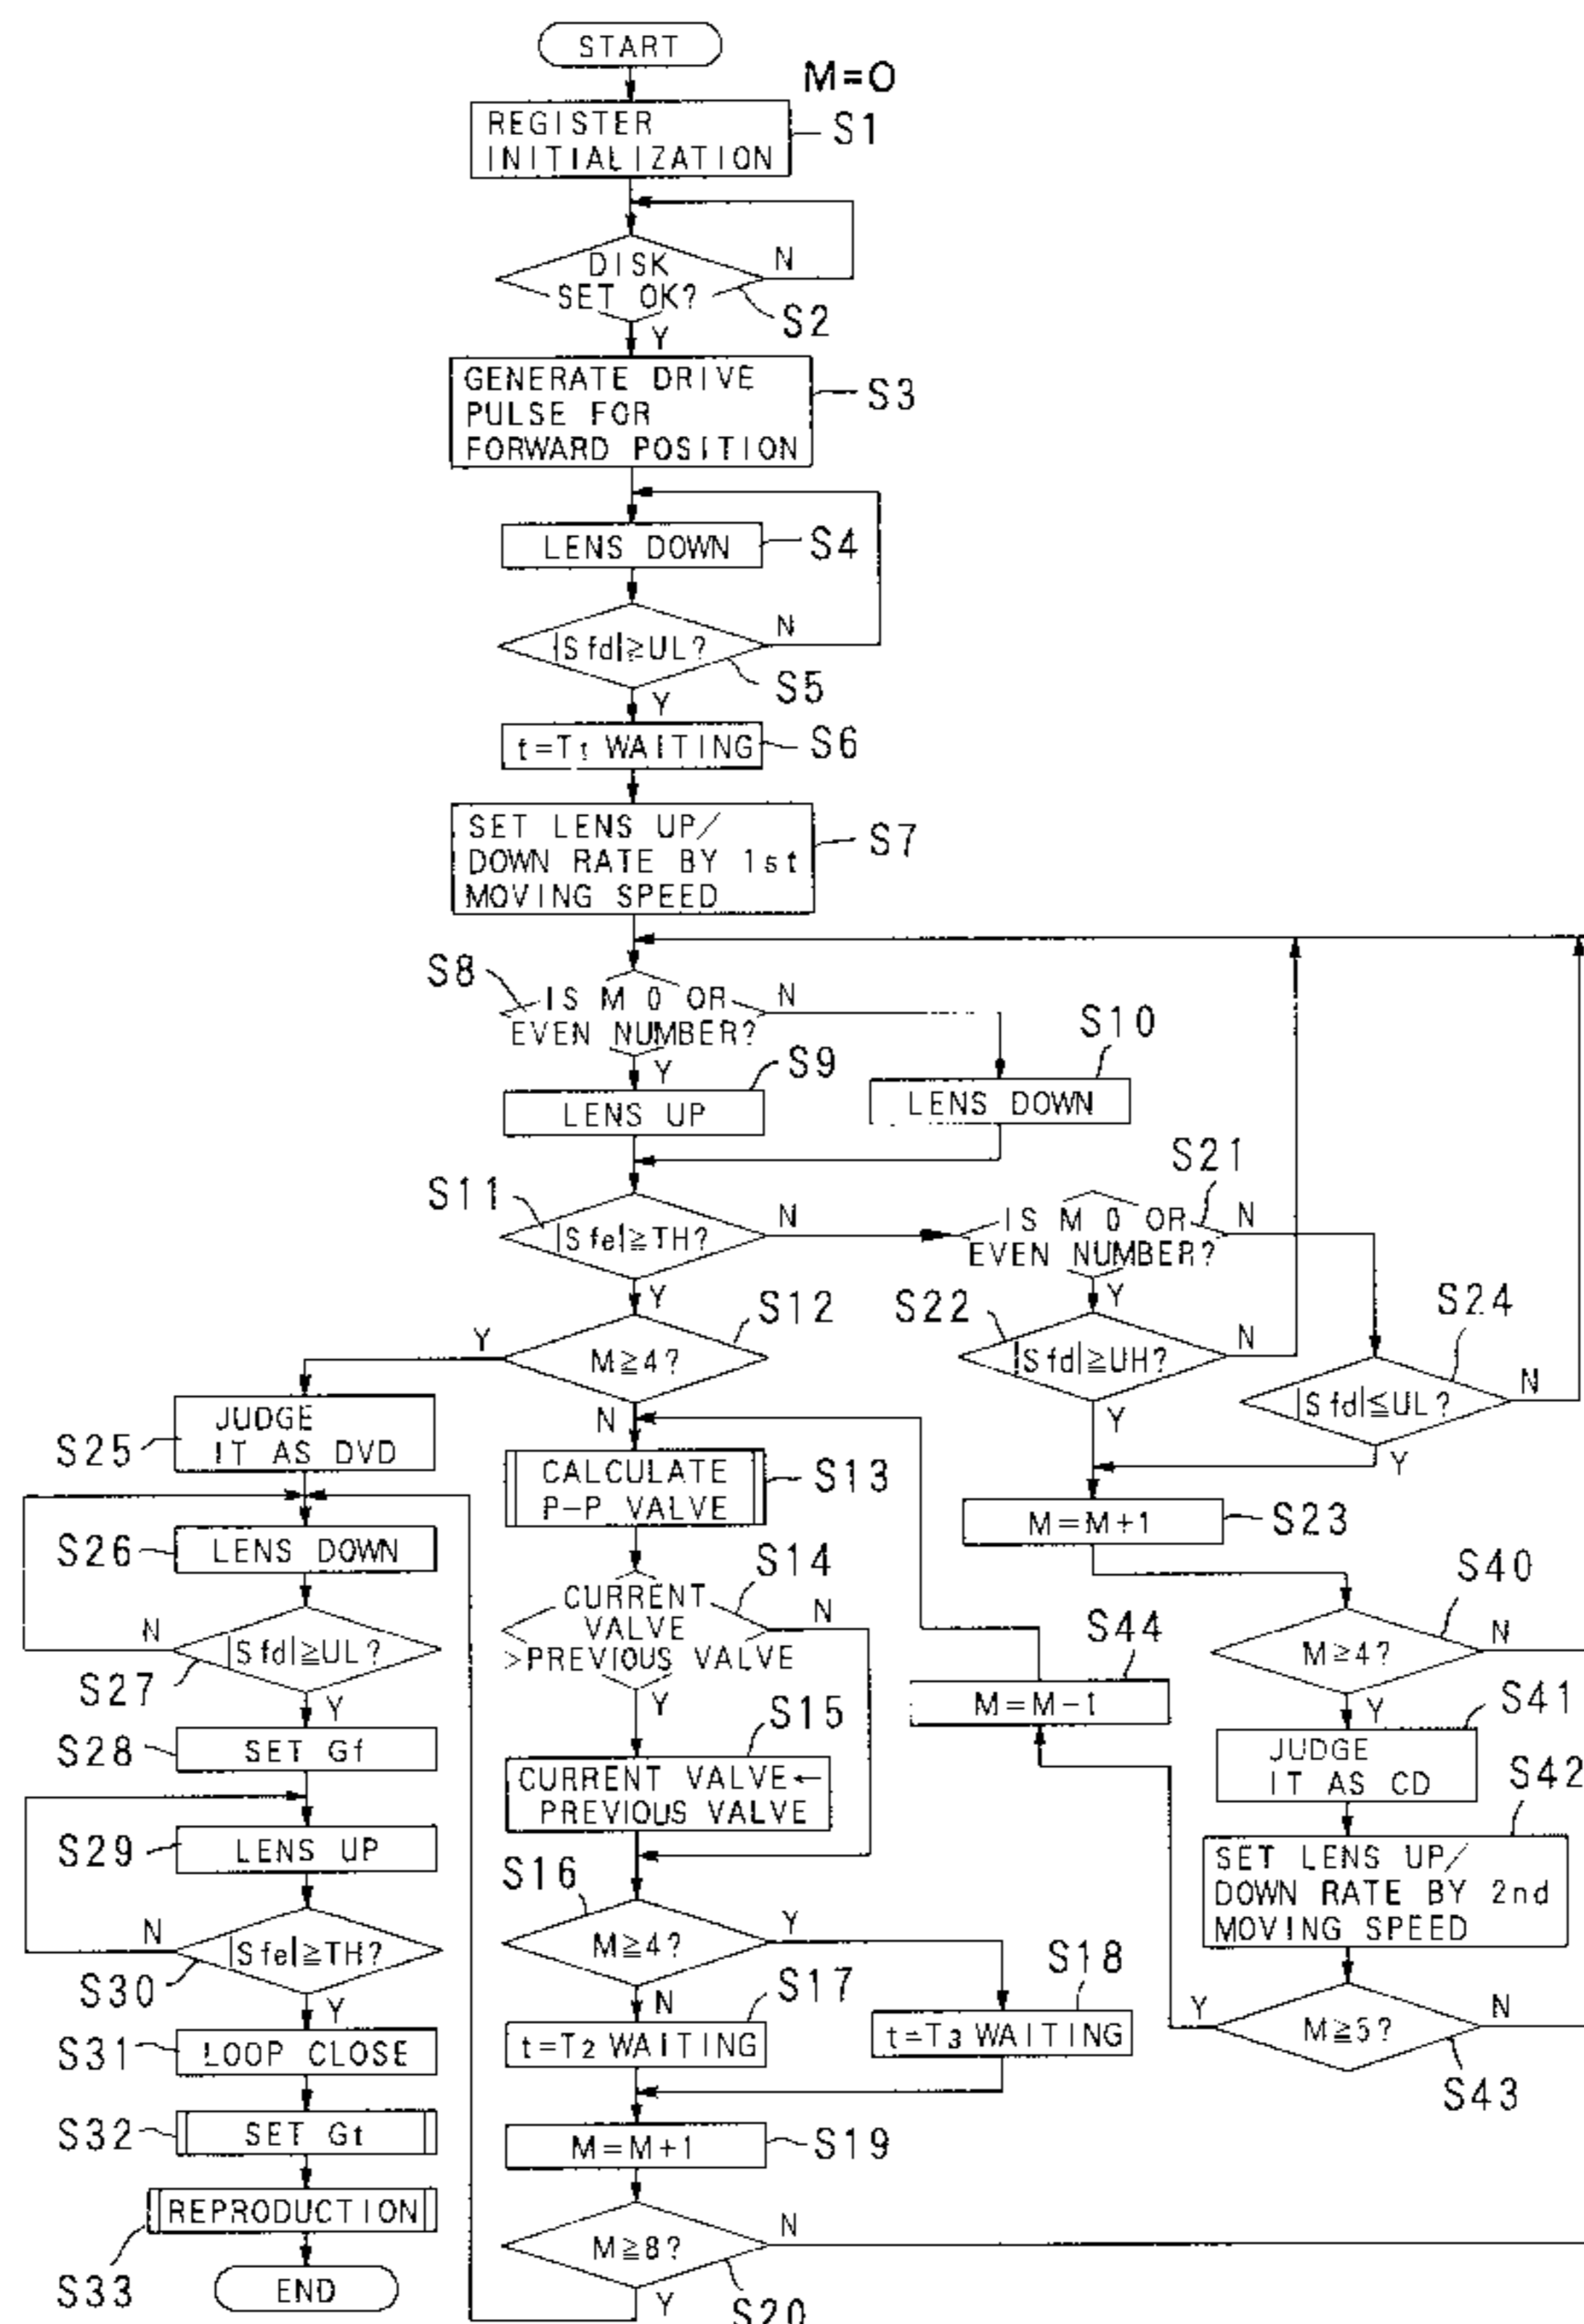 START
M=0
REGISTER
INITIALIZATION
S1
DISK
SET OK?
N
S2
Y
GENERATE DRIVE
PULSE FOR
FORWARD POSITION
S3
LENS DOWN
S4
|Sfd|≧UL?
N
S5
Y
t=T1 WAITING
S6
SET LENS UP/
DOWN RATE BY 1st
MOVING SPEED
S7
S8
IS M 0 OR
EVEN NUMBER?
N
Y
S9
LENS UP
S10
LENS DOWN
S11
|Sfe|≧TH?
N
Y
S21
IS M 0 OR
EVEN NUMBER?
N
Y
S12
M≧4?
Y
N
S22
|Sfd|≧UH?
N
Y
S24
|Sfd|≦UL?
N
Y
S25
JUDGE
IT AS DVD
CALCULATE
P-P VALVE
S13
M=M+1
S23
S26
LENS DOWN
S14
CURRENT
VALVE
>PREVIOUS VALVE
N
Y
S40
M≥4?
N
Y
S27
|Sfd|≧UL?
N
Y
S44
M=M-1
S41
JUDGE
IT AS CD
S28
SET Gf
S15
CURRENT VALVE←
PREVIOUS VALVE
S42
SET LENS UP/
DOWN RATE BY 2nd
MOVING SPEED
S29
LENS UP
S16
M≧4?
Y
N
S30
|Sfe|≧TH?
N
Y
S17
t=T2 WAITING
S18
t=T3 WAITING
Y
M≧5?
N
S43
S31
LOOP CLOSE
S32
SET Gt
M=M+1
S19
S33
REPRODUCTION
M≧8?
N
Y
S20
END